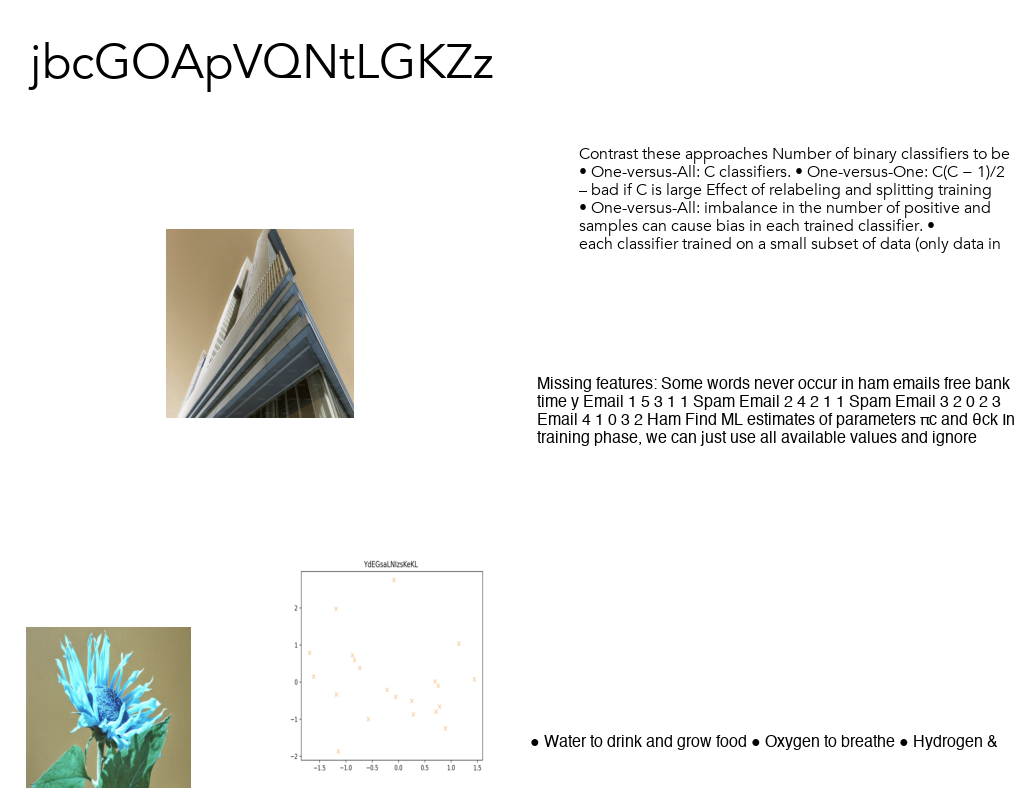 jbcGOApVQNtLGKZz
Contrast these approaches Number of binary classifiers to be
• One-versus-All: C classifiers. • One-versus-One: C(C − 1)/2
– bad if C is large Effect of relabeling and splitting training
• One-versus-All: imbalance in the number of positive and
samples can cause bias in each trained classifier. •
each classifier trained on a small subset of data (only data in
Missing features: Some words never occur in ham emails free bank
time y Email 1 5 3 1 1 Spam Email 2 4 2 1 1 Spam Email 3 2 0 2 3
Email 4 1 0 3 2 Ham Find ML estimates of parameters πc and θck In
training phase, we can just use all available values and ignore
YdEGsaLNIzsKeKL
2
1
0
−1
−2
−1.5 −1.0 −0.5 0.0 0.5 1.0 1.5
● Water to drink and grow food ● Oxygen to breathe ● Hydrogen &